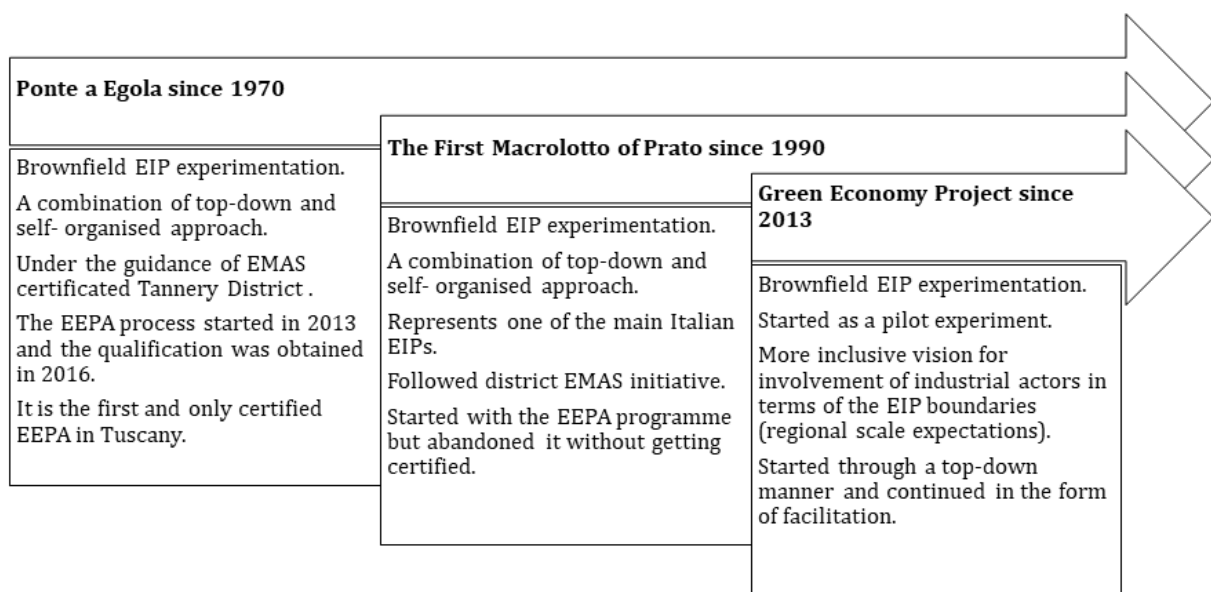 Ponte a Egola since 1970
Brownfield EIP experimentation.
A combination of top-down and
self- organised approach.
Under the guidance of EMAS
certificated Tannery District .
The EEPA process started in 2013
and the qualification was obtained
in 2016.
It is the first and only certified
EEPA in Tuscany.
The First Macrolotto of Prato since 1990
Brownfield EIP experimentation.
A combination of top-down and
self- organised approach.
Represents one of the main Italian
EIPs.
Followed district EMAS initiative.
Started with the EEPA programme
but abandoned it without getting
certified.
Green Economy Project since
2013
Brownfield EIP experimentation.
Started as a pilot experiment.
More inclusive vision for
involvement of industrial actors in
terms of the EIP boundaries
(regional scale expectations).
Started through a top-down
manner and continued in the form
of facilitation.